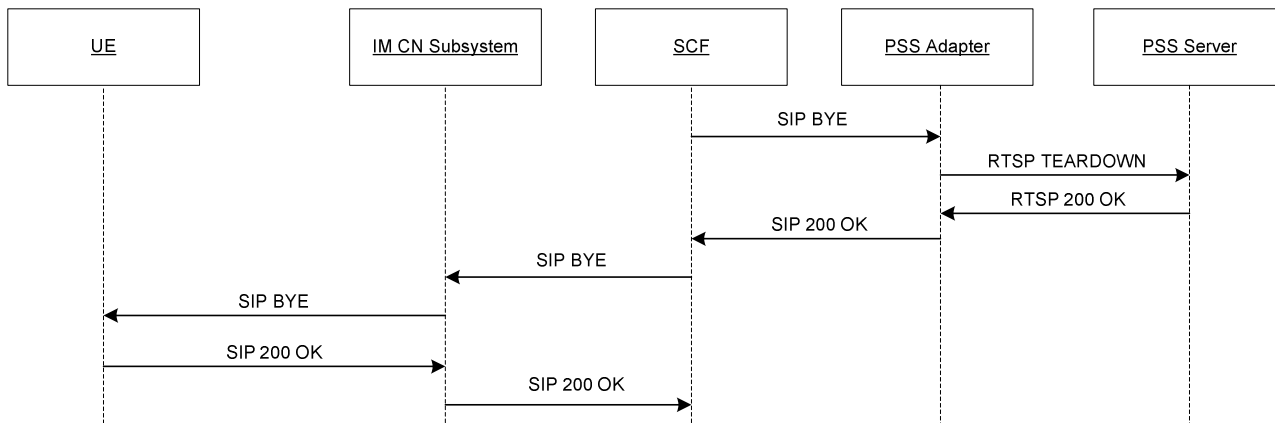 UE
IM CN Subsystem
SCF
PSS Adapter
PSS Server
SIP BYE
RTSP TEARDOWN
RTSP 200 OK
SIP 200 OK
SIP BYE
SIP BYE
SIP 200 OK
SIP 200 OK